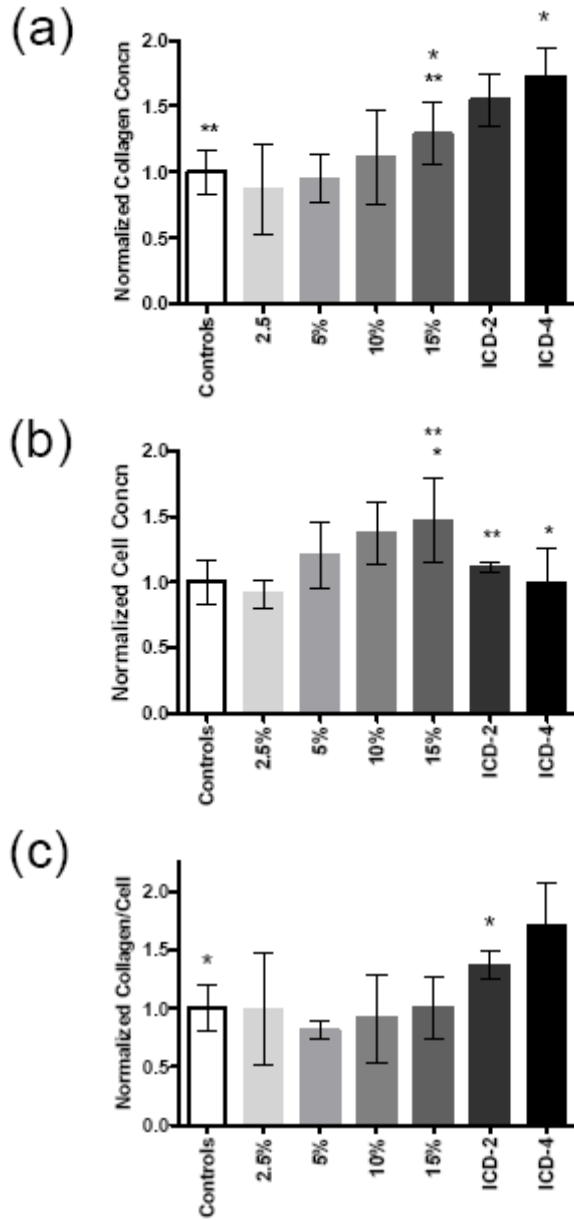 (a)
Normalized Collagen Concn
2.0
1.5
1.0
0.5
0.0
**
*
**
*
Controls
2.5
5%
10%
15%
ICD-2
ICD-4
(b)
Normalized Cell Concn
2.0
1.5
1.0
0.5
0.0
**
*
**
*
Controls
2.5%
5%
10%
15%
ICD-2
ICD-4
(c)
Normalized Collagen/Cell
2.0
1.5
1.0
0.5
0.0
*
*
Controls
2.5%
5%
10%
15%
ICD-2
ICD-4